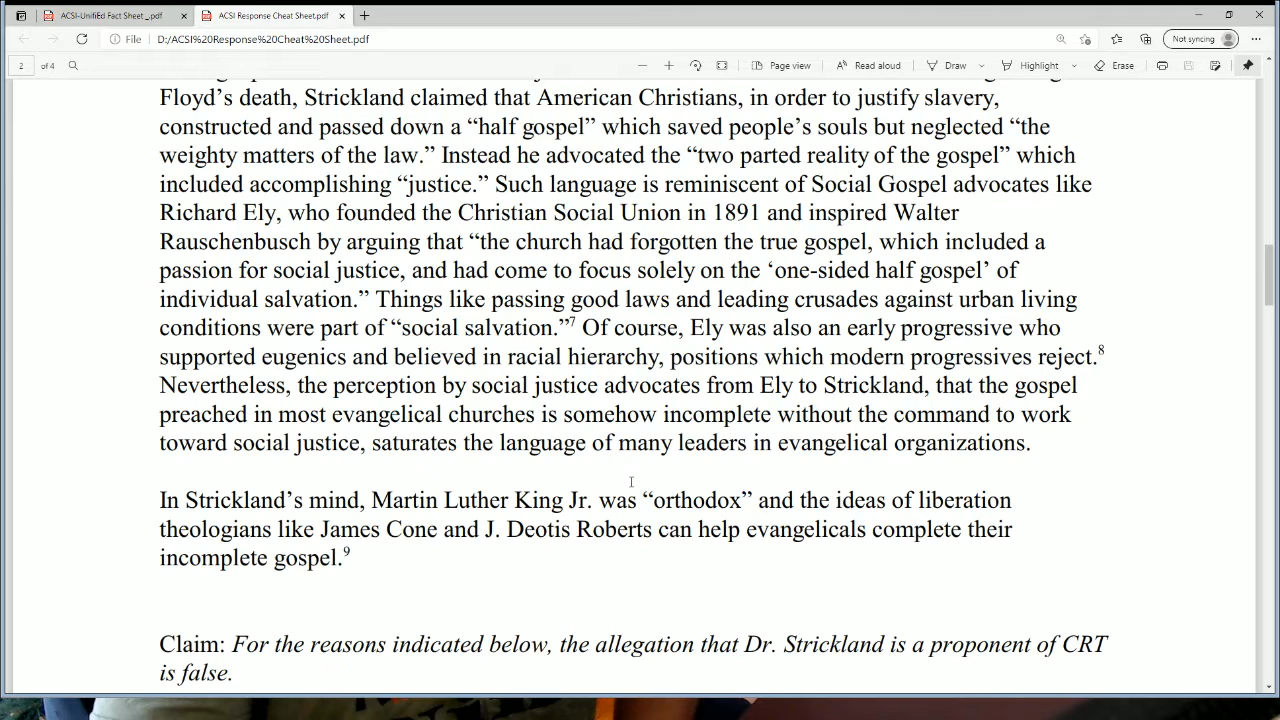 ACSI-UnifiEd Fact Sheet _.pdf
ACSI Response Cheat Sheet.pdf
File
D:/ACSI%20Response%20Cheat%20Sheet.pdf
Not syncing
2 of 4
Page view
Read aloud
Draw
Highlight
Erase
Floyd’s death, Strickland claimed that American Christians, in order to justify slavery,
constructed and passed down a “half gospel” which saved people’s souls but neglected “the
weighty matters of the law.” Instead he advocated the “two parted reality of the gospel” which
included accomplishing “justice.” Such language is reminiscent of Social Gospel advocates like
Richard Ely, who founded the Christian Social Union in 1891 and inspired Walter
Rauschenbusch by arguing that “the church had forgotten the true gospel, which included a
passion for social justice, and had come to focus solely on the ‘one-sided half gospel’ of
individual salvation.” Things like passing good laws and leading crusades against urban living
conditions were part of “social salvation.”7 Of course, Ely was also an early progressive who
supported eugenics and believed in racial hierarchy, positions which modern progressives reject.8
Nevertheless, the perception by social justice advocates from Ely to Strickland, that the gospel
preached in most evangelical churches is somehow incomplete without the command to work
toward social justice, saturates the language of many leaders in evangelical organizations.
In Strickland’s mind, Martin Luther King Jr. was “orthodox” and the ideas of liberation
theologians like James Cone and J. Deotis Roberts can help evangelicals complete their
incomplete gospel.9
Claim: For the reasons indicated below, the allegation that Dr. Strickland is a proponent of CRT
is false.